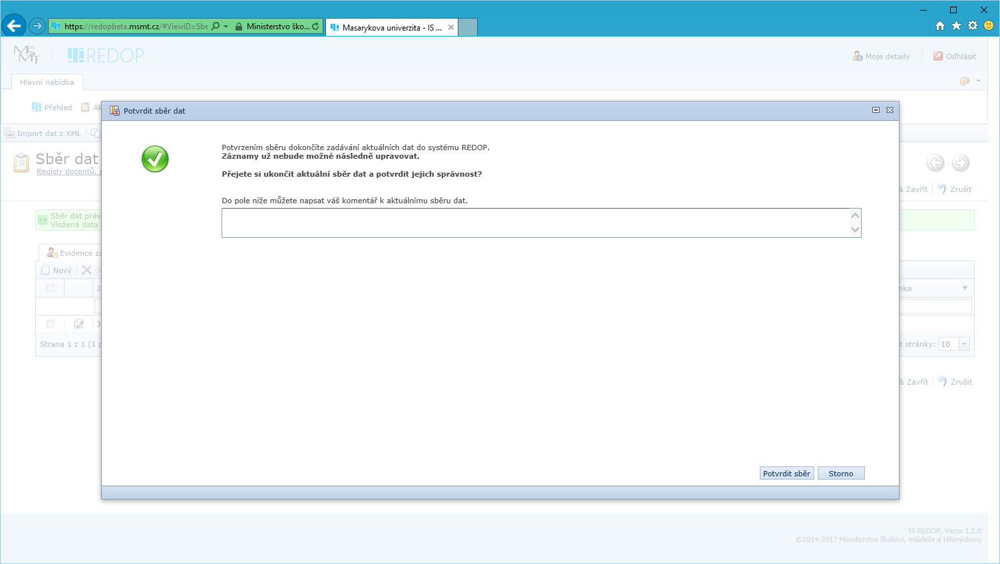 https://redopbeta.msmt.cz/#ViewID=Sbe
Ministerstvo ško...
Masarykova univerzita - IS ...
MŠMT
REDOP
Moje detaily
Odhlásit
Hlavní nabídka
Přehled
Ak
Potvrdit sběr dat
Import dat z XML
Potvrzením sběru dokončíte zadávání aktuálních dat do systému REDOP.
Záznamy už nebude možné následně upravovat.
Sběr dat
Registr docentů,
Přejete si ukončit aktuální sběr dat a potvrdit jejich správnost?
& Zavřít
Zrušit
Do pole níže můžete napsat váš komentář k aktuálnímu sběru dat.
Sběr dat práv
Vložená data
Evidence za
Nový
J
nka
J
Strana 1 z 1 (1 p
t stránky:
10
& Zavřít
Zrušit
Potvrdit sběr
Storno
IS REDOP, Verze 1.2.0
©2014-2017 Ministerstvo školství, mládeže a tělovýchovy